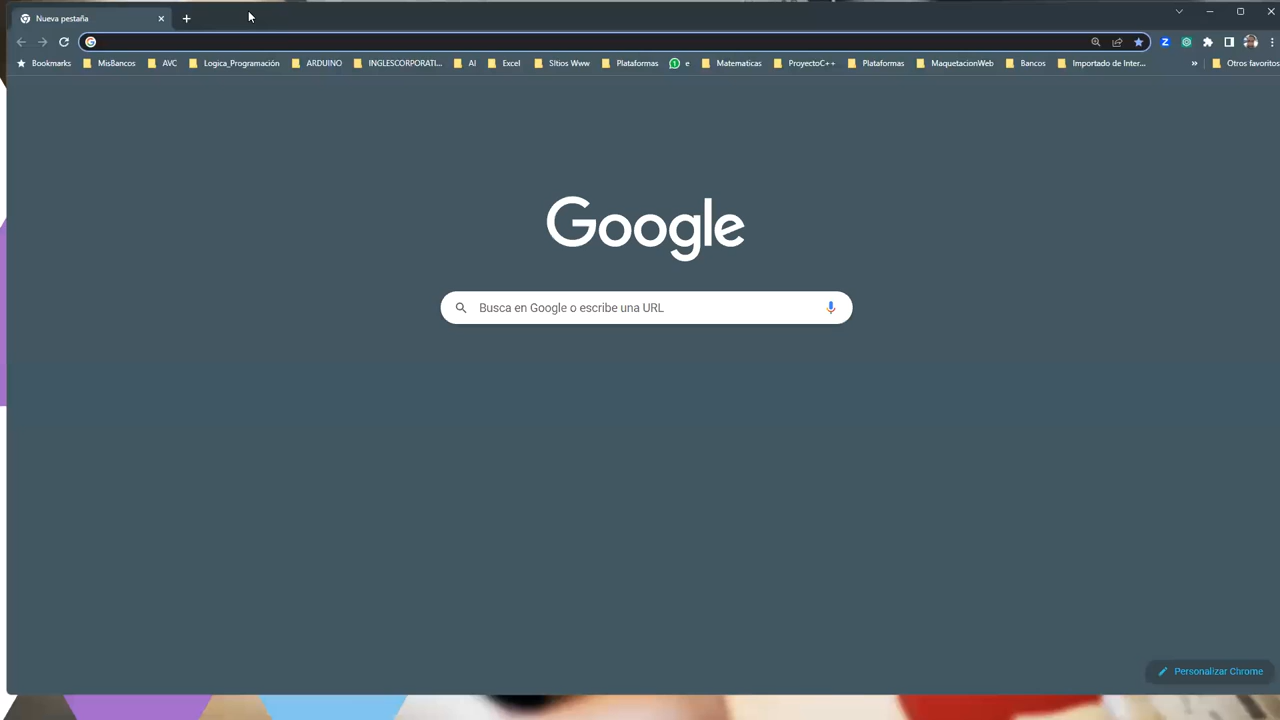 Nueva pestaña
Bookmarks MisBancos AVC Logica_Programación ARDUINO INGLESCORPORATI... AI Excel SItios Www Plataformas e Matematicas ProyectoC++ Plataformas MaquetacionWeb Bancos Importado de Inter... » Otros favoritos
Google
Busca en Google o escribe una URL
Personalizar Chrome